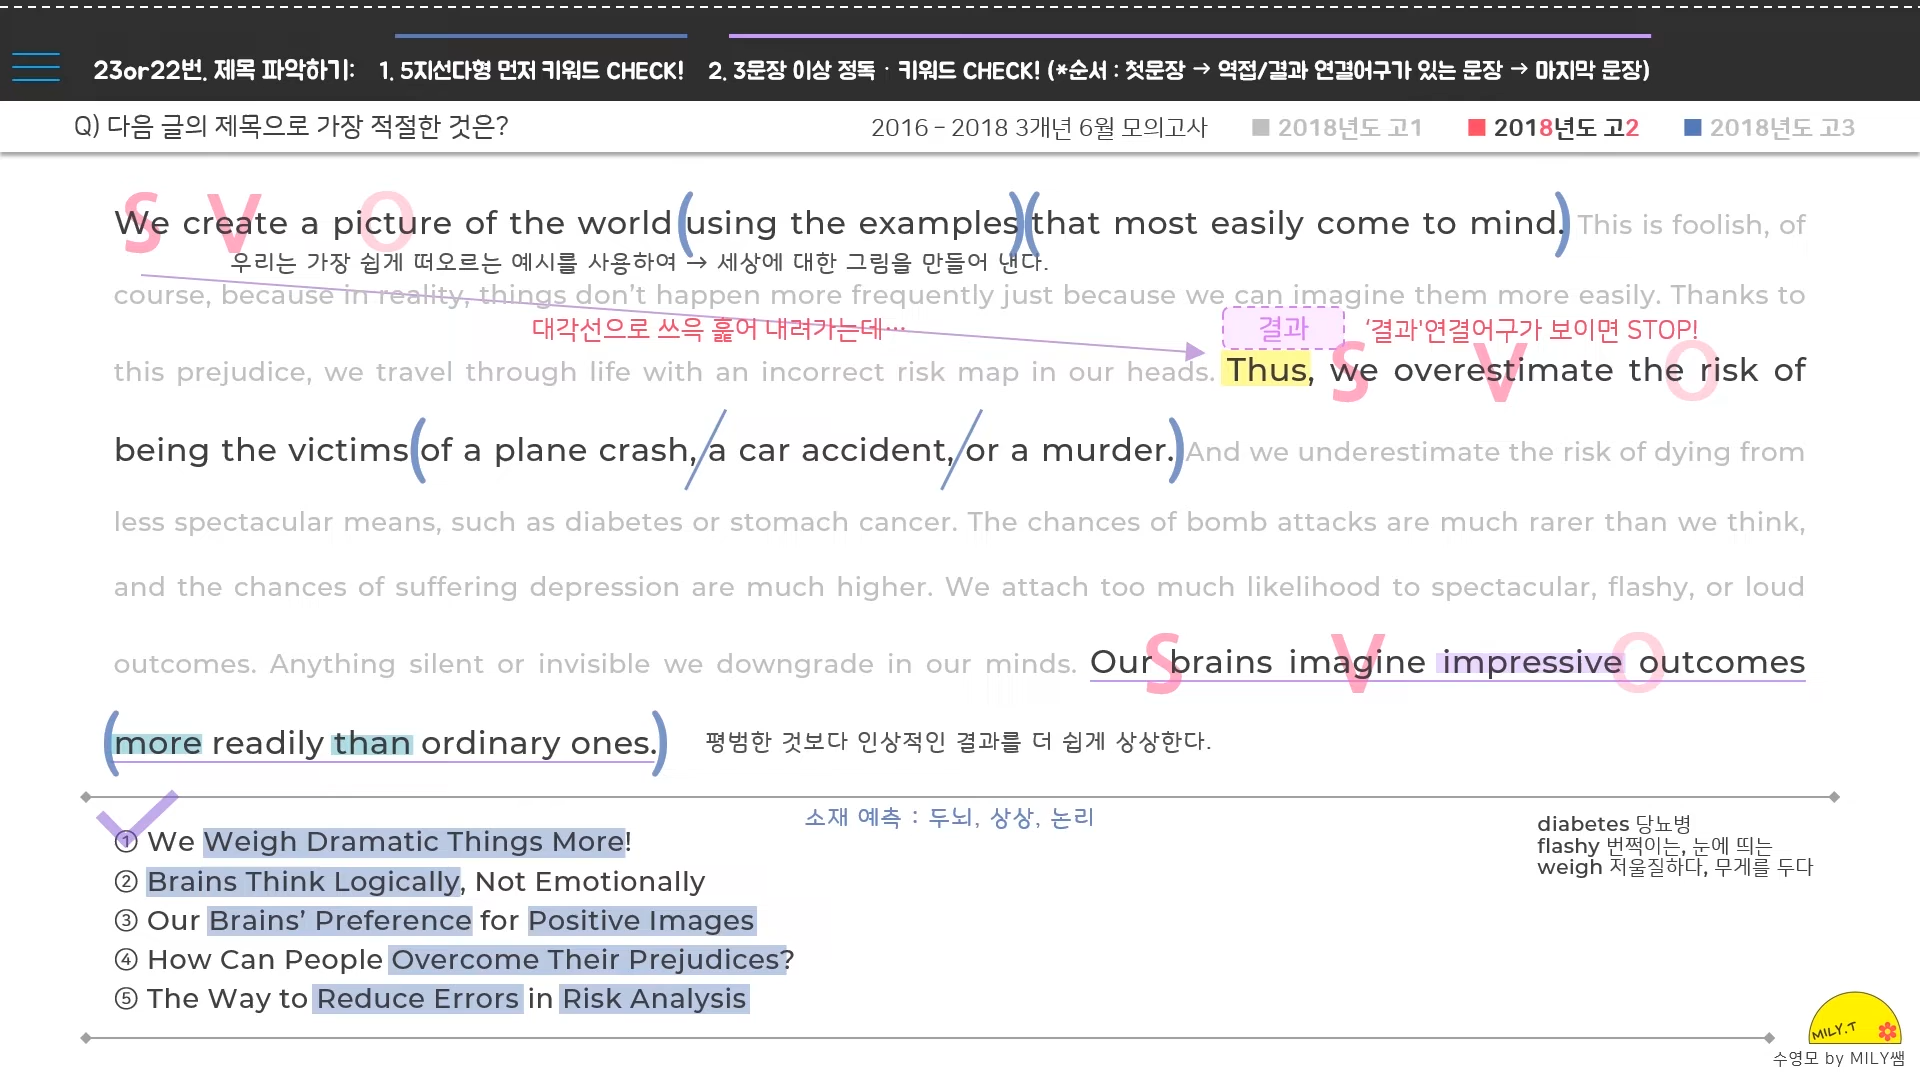 23or22번. 제목 파악하기: 1. 5지선다형 먼저 키워드 CHECK! 2. 3문장 이상 정독 · 키워드 CHECK! (*순서 : 첫문장 → 역접/결과 연결어구가 있는 문장 → 마지막 문장)
Q) 다음 글의 제목으로 가장 적절한 것은? 2016 – 2018 3개년 6월 모의고사 ■ 2018년도 고1 ■ 2018년도 고2 ■ 2018년도 고3
S V O
We create a picture of the world (using the examples) (that most easily come to mind.) This is foolish, of
우리는 가장 쉽게 떠오르는 예시를 사용하여 → 세상에 대한 그림을 만들어 낸다.
course, because in reality, things don't happen more frequently just because we can imagine them more easily. Thanks to
대각선으로 쓰윽 훑어 내려가는데… 결과 '결과'연결어구가 보이면 STOP!
S V O
this prejudice, we travel through life with an incorrect risk map in our heads. Thus, we overestimate the risk of
being the victims (of a plane crash, / a car accident, / or a murder.) And we underestimate the risk of dying from
less spectacular means, such as diabetes or stomach cancer. The chances of bomb attacks are much rarer than we think,
and the chances of suffering depression are much higher. We attach too much likelihood to spectacular, flashy, or loud
S V O
outcomes. Anything silent or invisible we downgrade in our minds. Our brains imagine impressive outcomes
(more readily than ordinary ones.) 평범한 것보다 인상적인 결과를 더 쉽게 상상한다.
소재 예측 : 두뇌, 상상, 논리
① We Weigh Dramatic Things More!
② Brains Think Logically, Not Emotionally
③ Our Brains' Preference for Positive Images
④ How Can People Overcome Their Prejudices?
⑤ The Way to Reduce Errors in Risk Analysis
diabetes 당뇨병
flashy 번쩍이는, 눈에 띄는
weigh 저울질하다, 무게를 두다
MILY.T
수영모 by MILY쌤